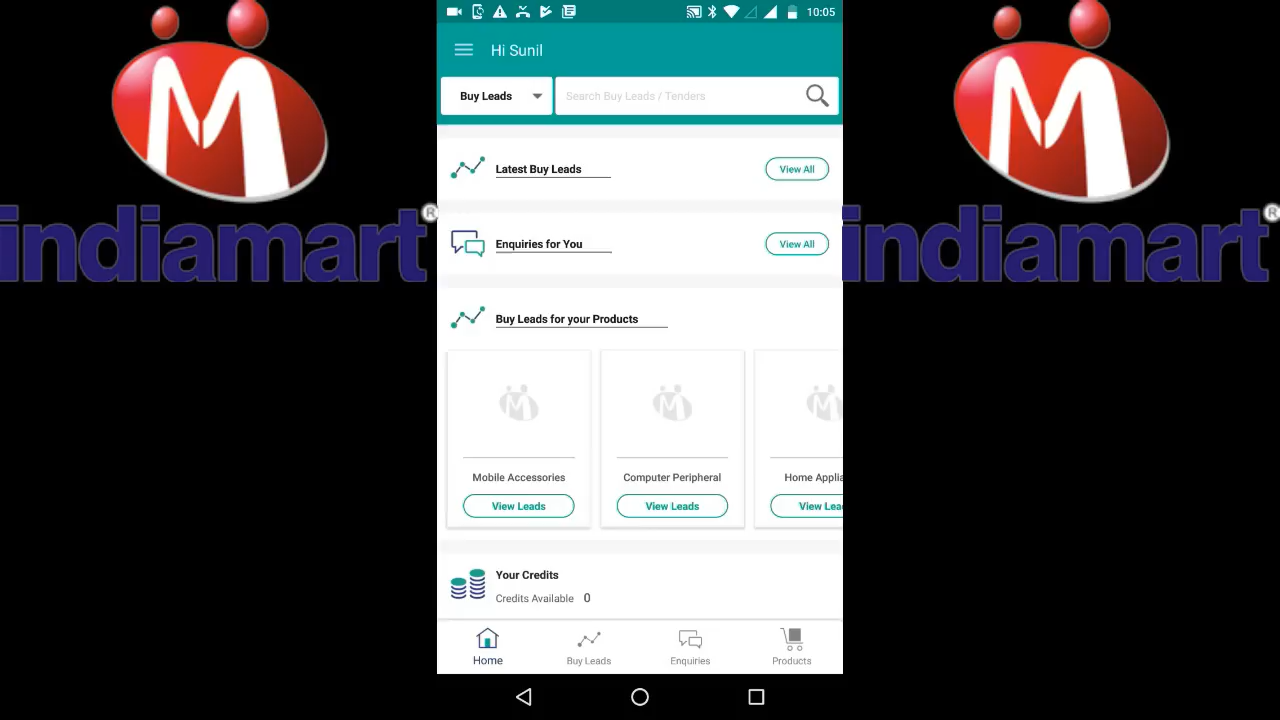 10:05
Hi Sunil
Buy Leads
Search Buy Leads / Tenders
Latest Buy Leads
View All
Enquiries for You
View All
Buy Leads for your Products
Mobile Accessories
Computer Peripheral
Home Applia
View Leads
View Leads
View Lea
Your Credits
Credits Available 0
Home
Buy Leads
Enquiries
Products
indiamart®
indiamart®